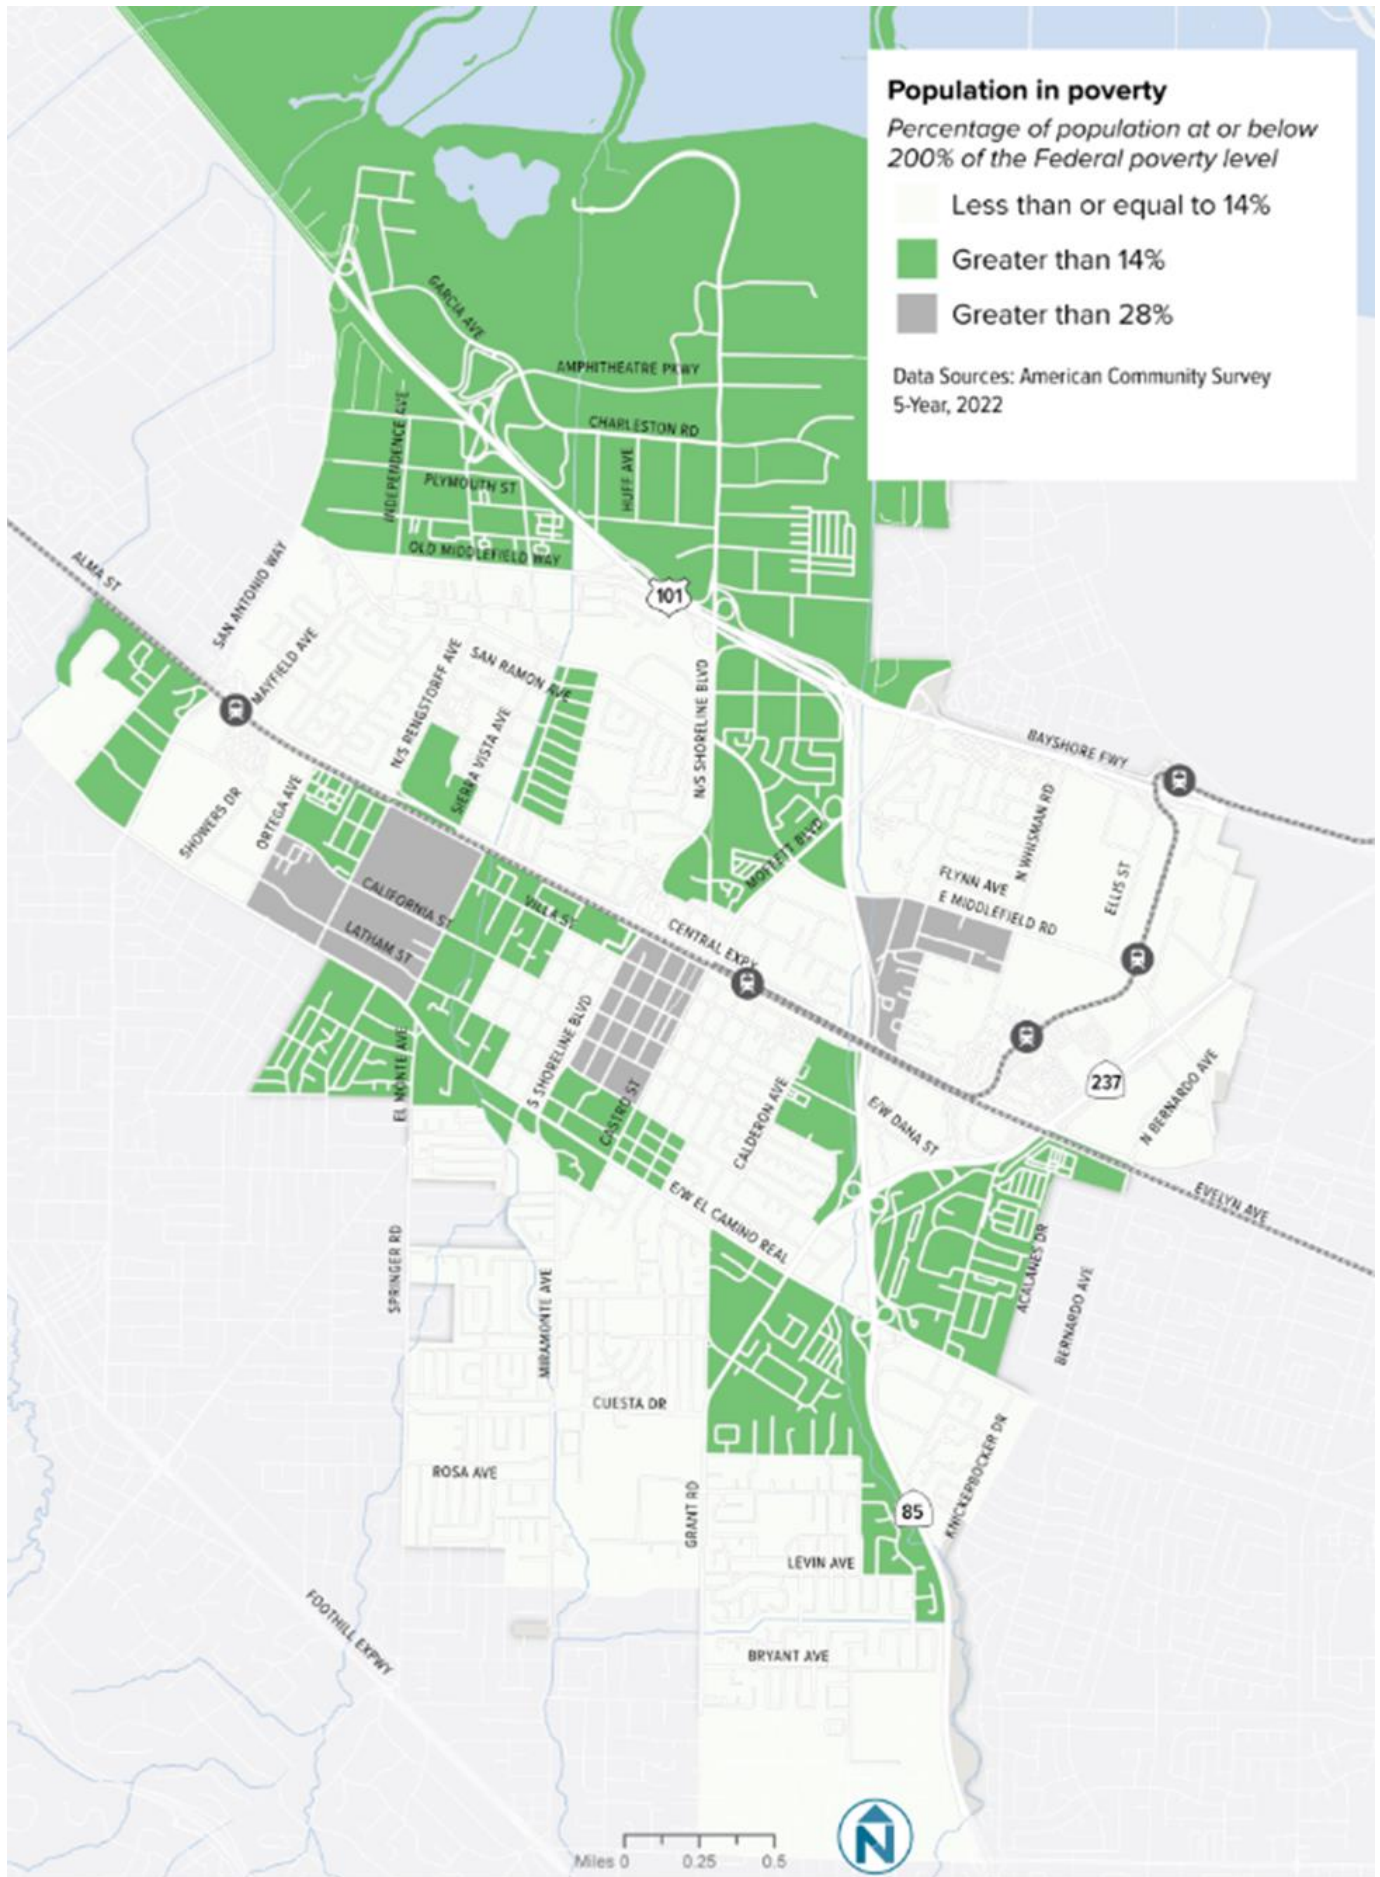 Population in poverty
Percentage of population at or below
200% of the Federal poverty level
Less than or equal to 14%
Greater than 14%
Greater than 28%
Data Sources: American Community Survey
5-Year, 2022
GARCIA AVE
AMPHITHEATRE PKWY
CHARLESTON RD
INDEPENDENCE AVE
HUFF AVE
PLYMOUTH ST
OLD MIDDLEFIELD WAY
ALMA ST
SAN ANTONIO WAY
101
MAYFIELD AVE
N/S RENGSTORFF AVE
SAN RAMON AVE
SIERRA VISTA AVE
N/S SHORELINE BLVD
BAYSHORE FWY
SHOWERS DR
ORTEGA AVE
MOFFETT BLVD
N WHISMAN RD
ELLIS ST
FLYNN AVE
E MIDDLEFIELD RD
CALIFORNIA ST
VILLA ST
LATHAM ST
CENTRAL EXPY
S SHORELINE BLVD
EL MONTE AVE
CASTRO ST
CALDERON AVE
E/W DANA ST
237
N BERNARDO AVE
EVELYN AVE
E/W EL CAMINO REAL
ACALANES DR
BERNARDO AVE
SPRINGER RD
MIRAMONTE AVE
CUESTA DR
ROSA AVE
GRANT RD
85
KNICKERBOCKER DR
LEVIN AVE
FOOTHILL EXPWY
BRYANT AVE
N
Miles 0 0.25 0.5